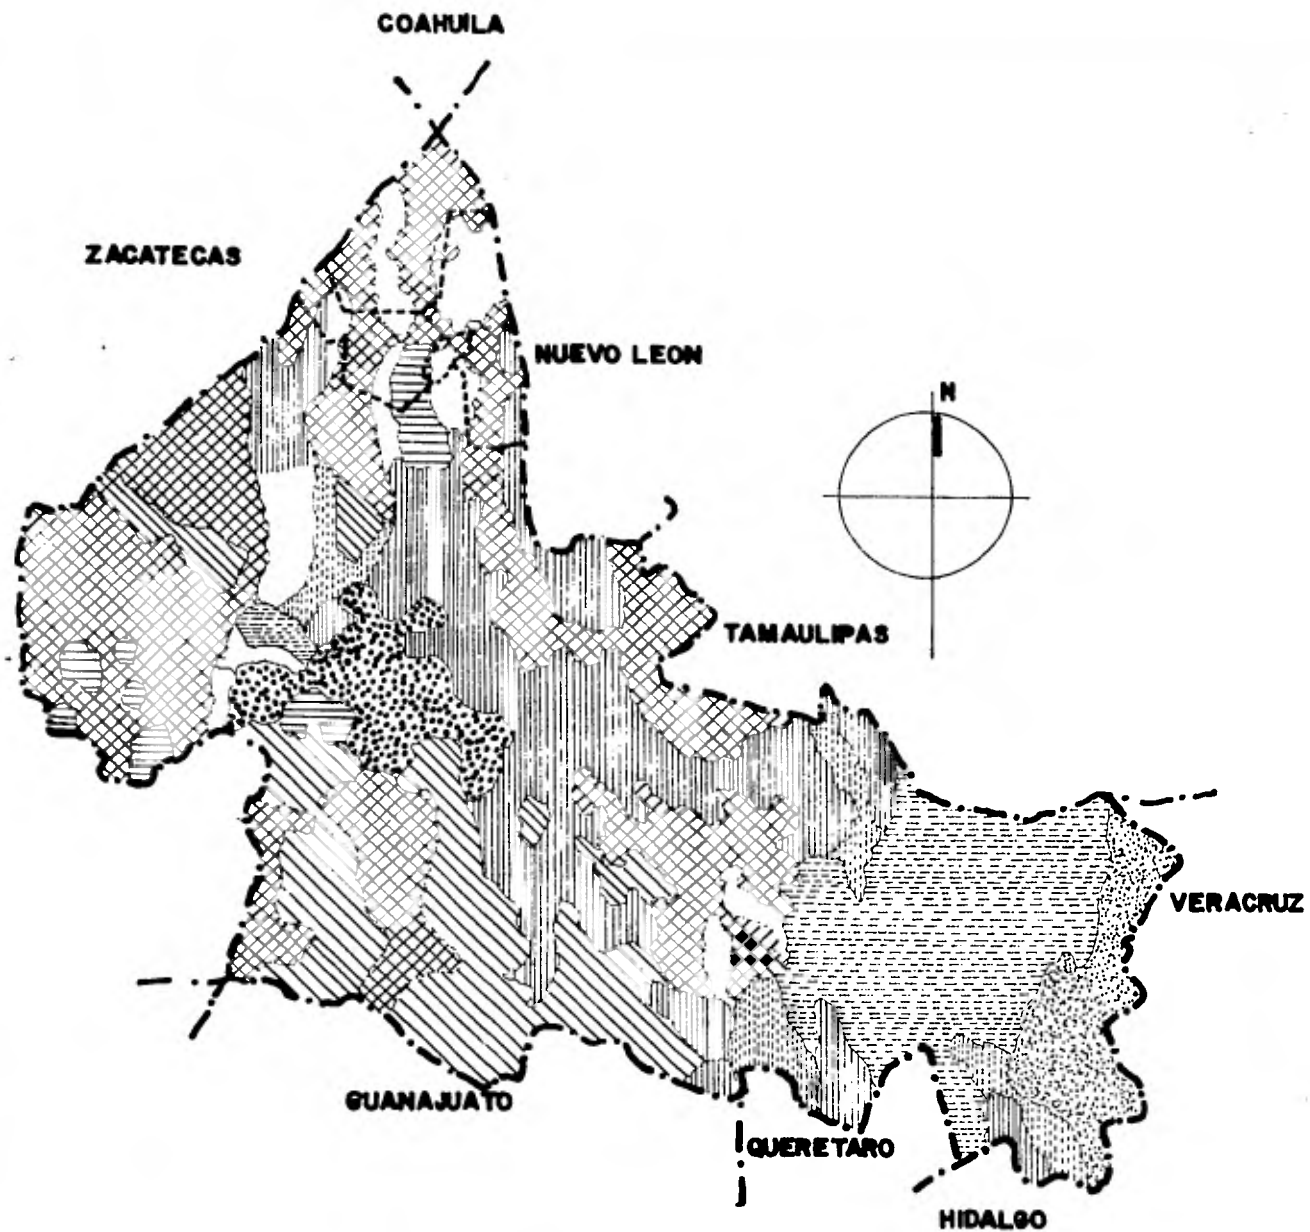 COAHUILA
ZACATECAS
NUEVO LEON
N
TAMAULIPAS
VERACRUZ
GUANAJUATO
QUERETARO
HIDALGO